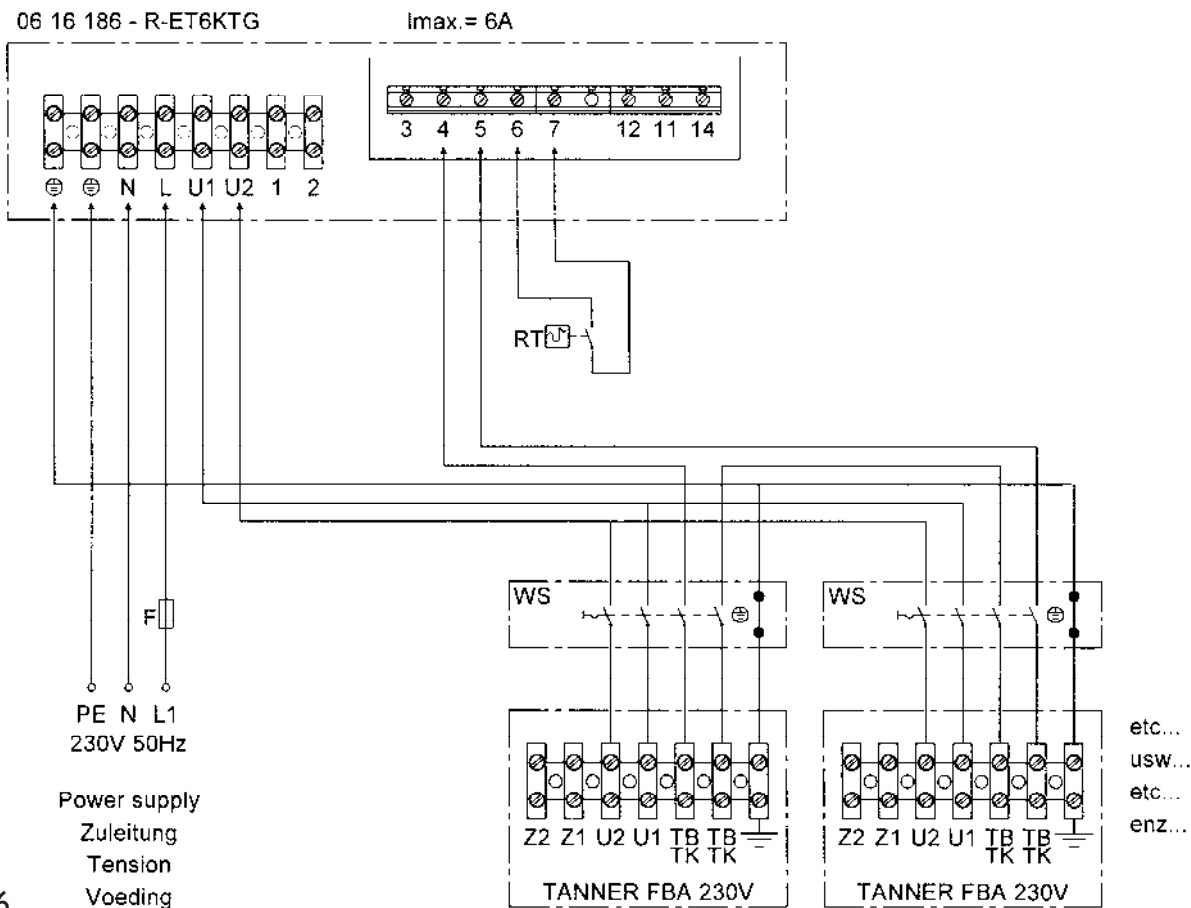 06 16 186 - R-ET6KTG
Imax.= 6A
3 4 5 6 7 12 11 14
N L U1 U2 1 2
RT
F
WS
WS
PE N L1
230V 50Hz
Power supply
Zuleitung
Tension
Voeding
Z2 Z1 U2 U1 TB TB
TK TK
TANNER FBA 230V
Z2 Z1 U2 U1 TB TB
TK TK
TANNER FBA 230V
etc...
usw...
etc...
enz...